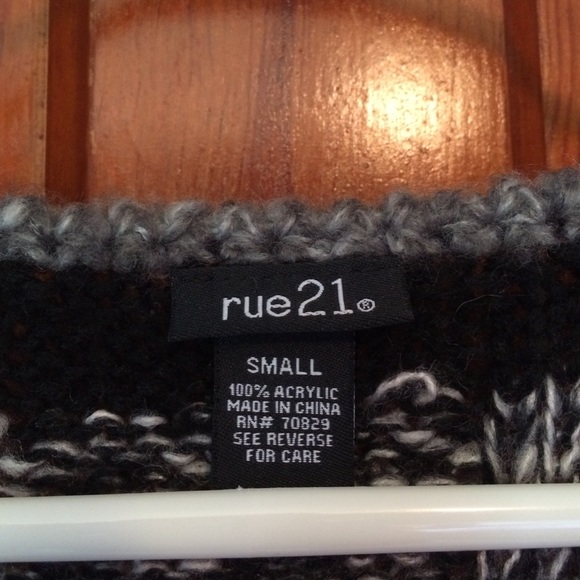 rue21®
SMALL
100% ACRYLIC
MADE IN CHINA
RN# 70829
SEE REVERSE
FOR CARE